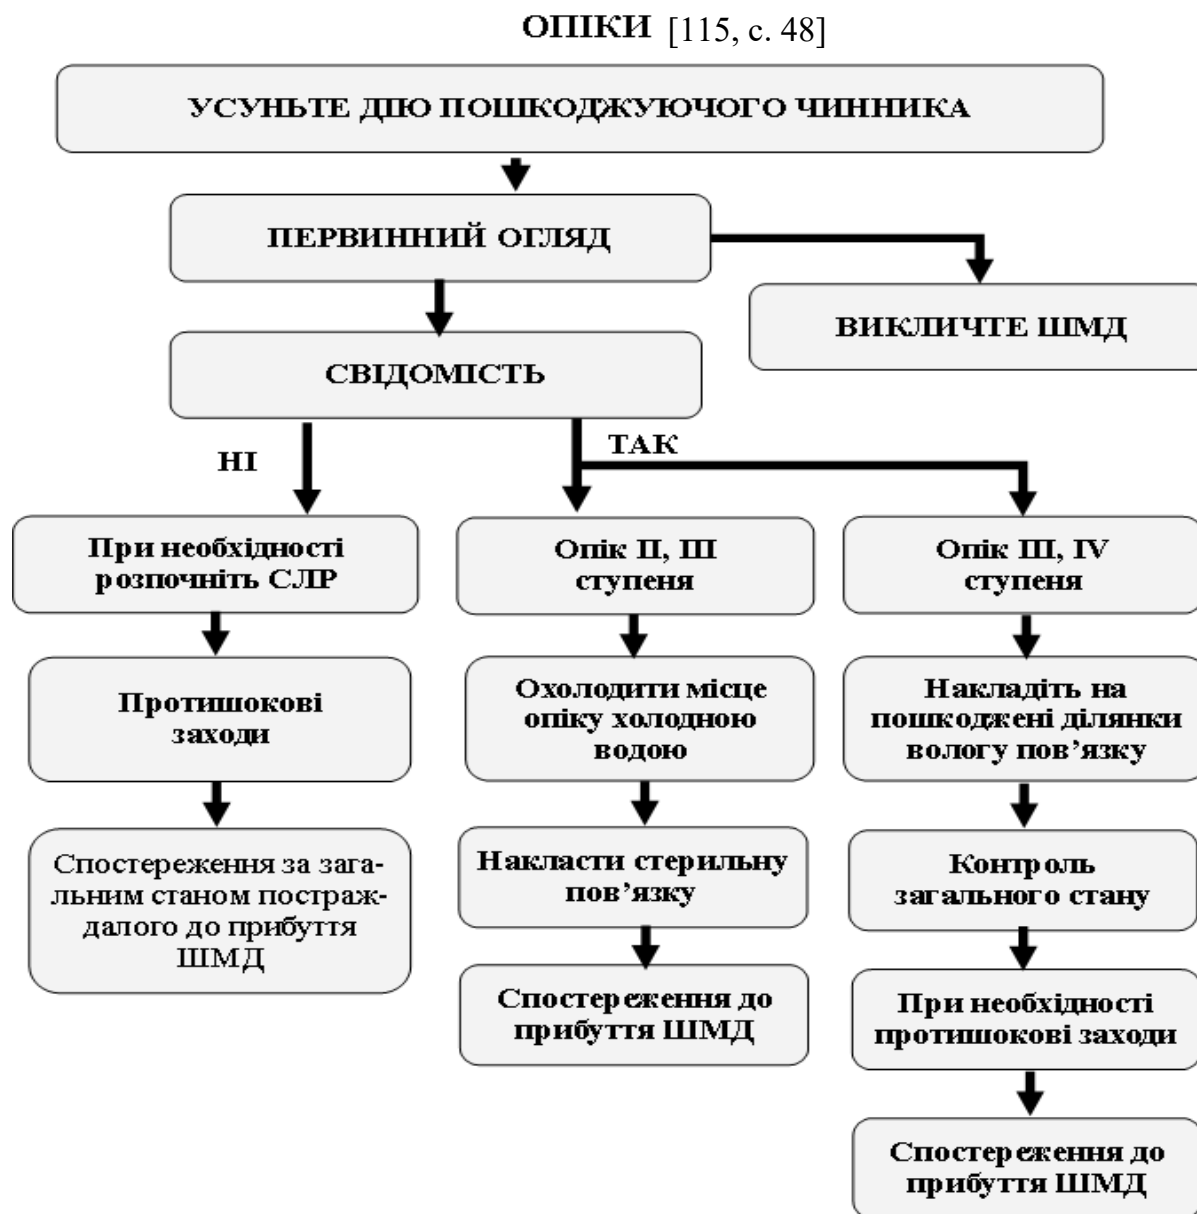 ОПІКИ [115, с. 48]
УСУНЬТЕ ДІЮ ПОШКОДЖУЮЧОГО ЧИННИКА
ПЕРВИННИЙ ОГЛЯД
ВИКЛИЧТЕ ШМД
СВІДОМІСТЬ
НІ
ТАК
При необхідності
розпочніть СЛР
Протишокові
заходи
Спостереження за зага-
льним станом постраж-
далого до прибуття
ШМД
Опік II, III
ступеня
Охолодити місце
опіку холодною
водою
Накласти стерильну
пов’язку
Спостереження до
прибуття ШМД
Опік III, IV
ступеня
Накладіть на
пошкоджені ділянки
вологу пов’язку
Контроль
загального стану
При необхідності
протишокові заходи
Спостереження до
прибуття ШМД